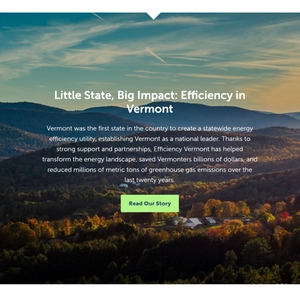 Little State, Big Impact: Efficiency in
Vermont
Vermont was the first state in the country to create a statewide energy
efficiency utility, establishing Vermont as a national leader. Thanks to
strong support and partnerships, Efficiency Vermont has helped
transform the energy landscape, saved Vermonters billions of dollars, and
reduced millions of metric tons of greenhouse gas emissions over the
last twenty years.
Read Our Story